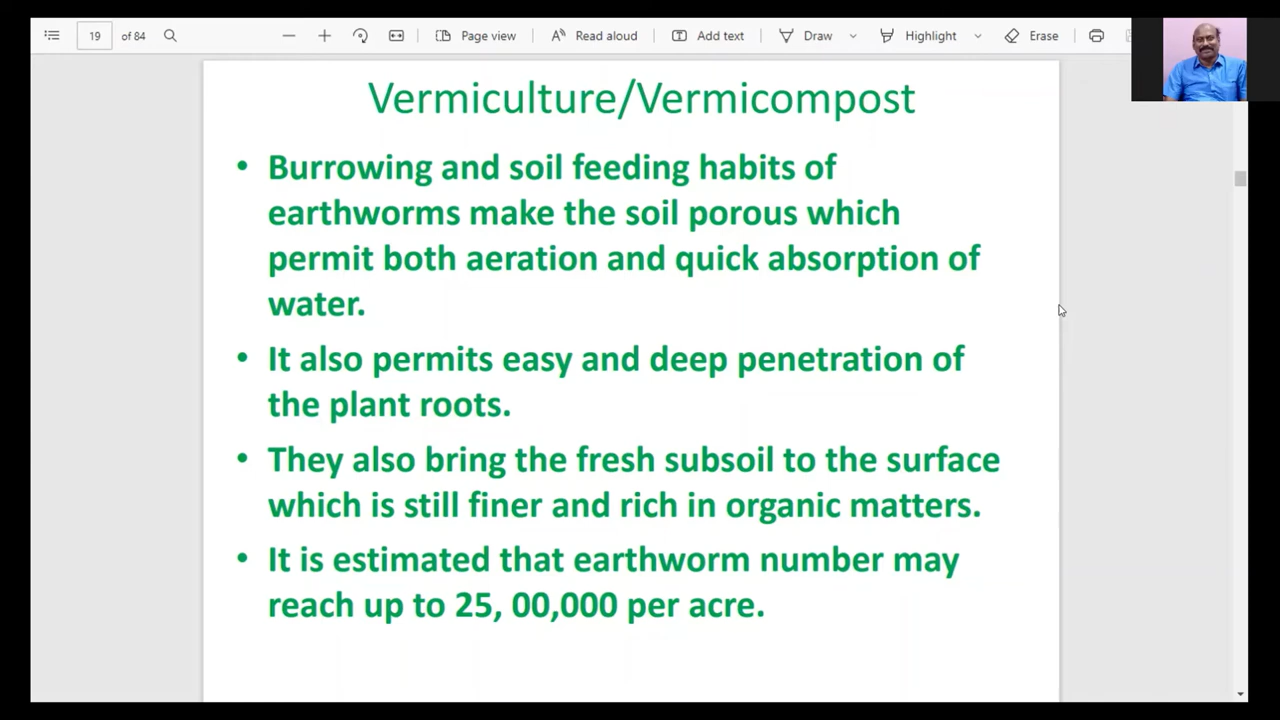 19 of 84 Page view Read aloud Add text Draw Highlight Erase
Vermiculture/Vermicompost
• Burrowing and soil feeding habits of
earthworms make the soil porous which
permit both aeration and quick absorption of
water.
• It also permits easy and deep penetration of
the plant roots.
• They also bring the fresh subsoil to the surface
which is still finer and rich in organic matters.
• It is estimated that earthworm number may
reach up to 25, 00,000 per acre.